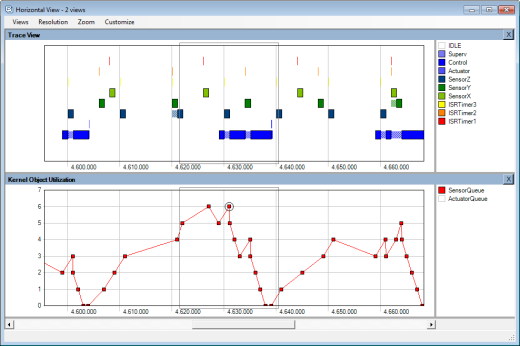 Horizontal View - 2 views
Views Resolution Zoom Customize
Trace View X
IDLE
Superv
Control
Actuator
SensorZ
SensorY
SensorX
ISRTimer3
ISRTimer2
ISRTimer1
4.600.000 4.610.000 4.620.000 4.630.000 4.640.000 4.650.000 4.660.000
Kernel Object Utilization X
SensorQueue
ActuatorQueue
7
6
5
4
3
2
1
0
4.600.000 4.610.000 4.620.000 4.630.000 4.640.000 4.650.000 4.660.000